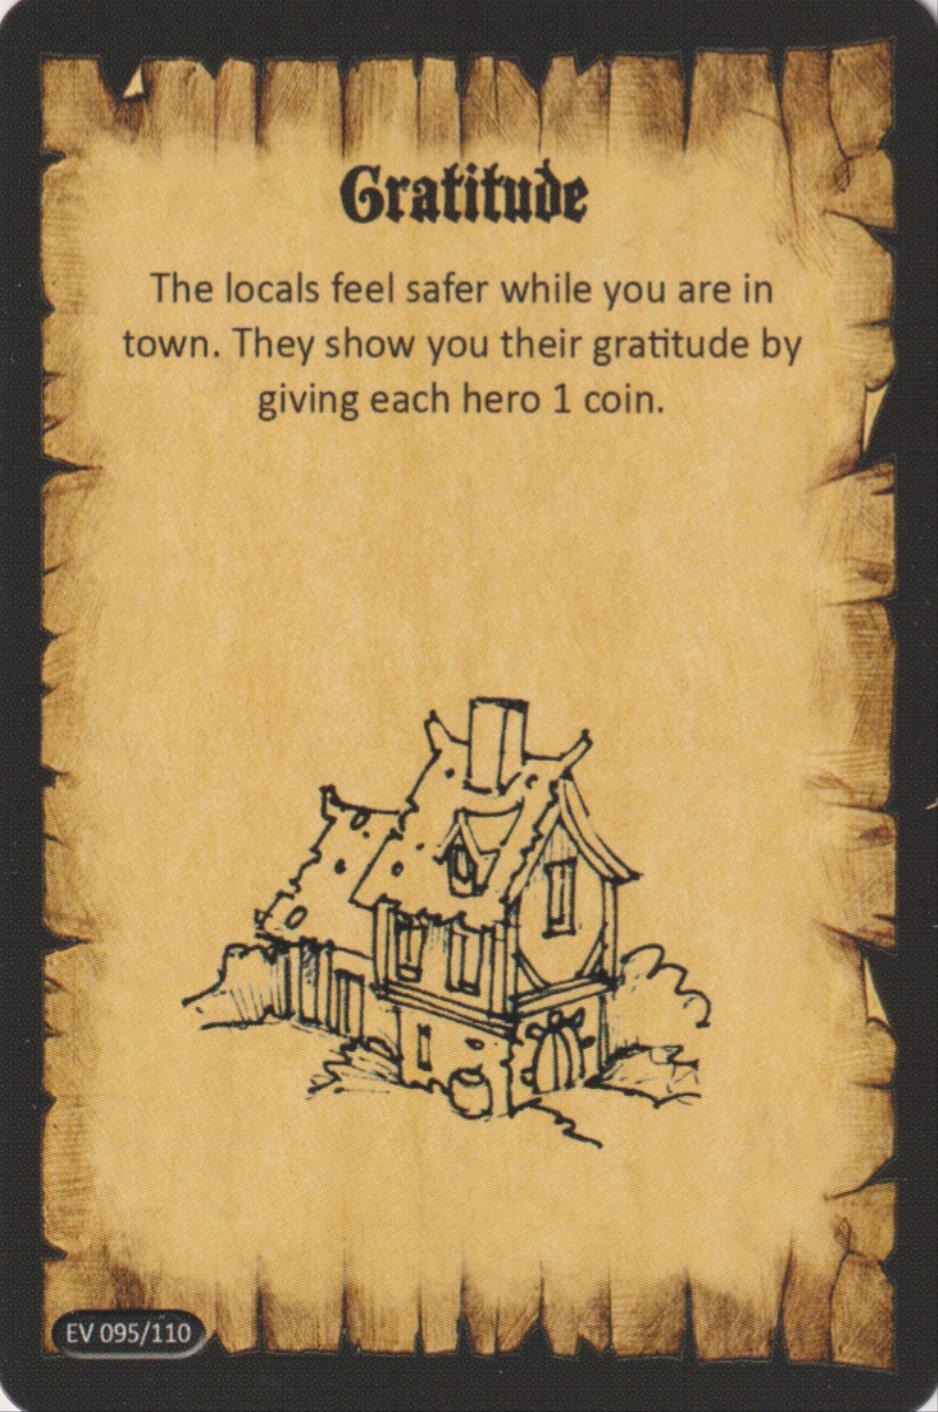 Gratitude
The locals feel safer while you are in
town. They show you their gratitude by
giving each hero 1 coin.
EV 095/110